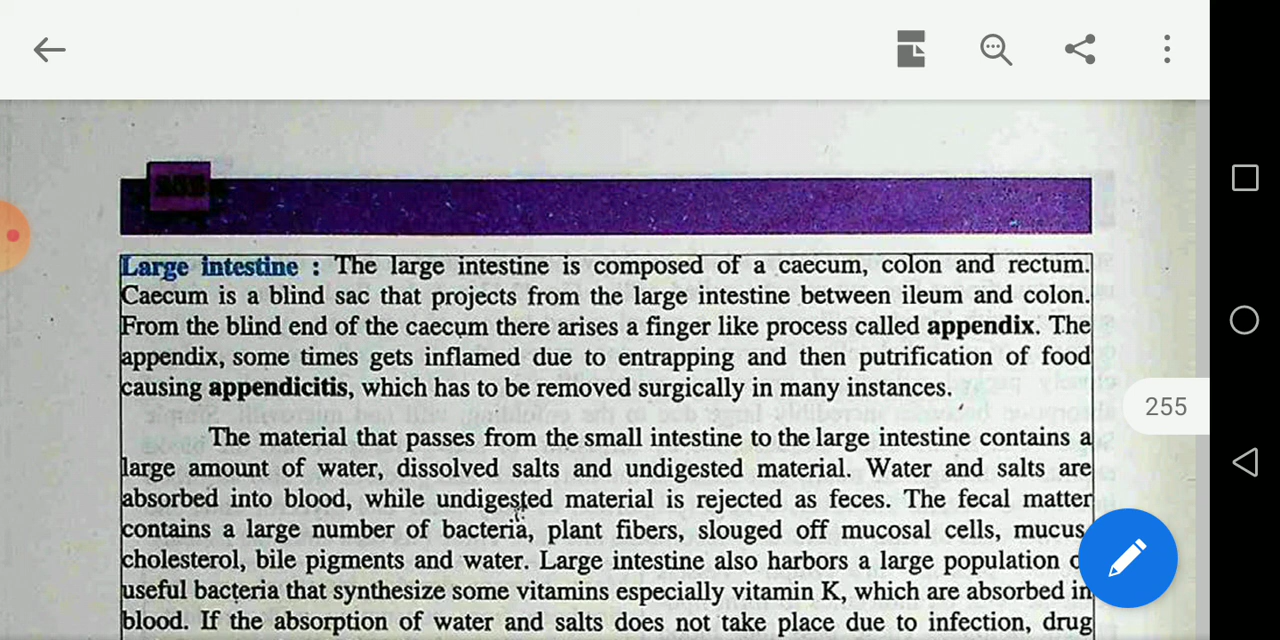 Large intestine : The large intestine is composed of a caecum, colon and rectum.
Caecum is a blind sac that projects from the large intestine between ileum and colon.
From the blind end of the caecum there arises a finger like process called appendix. The
appendix, some times gets inflamed due to entrapping and then putrification of food
causing appendicitis, which has to be removed surgically in many instances.
255
The material that passes from the small intestine to the large intestine contains a
large amount of water, dissolved salts and undigested material. Water and salts are
absorbed into blood, while undigested material is rejected as feces. The fecal matter
contains a large number of bacteria, plant fibers, slouged off mucosal cells, mucus
cholesterol, bile pigments and water. Large intestine also harbors a large population
useful bacteria that synthesize some vitamins especially vitamin K, which are absorbed in
blood. If the absorption of water and salts does not take place due to infection, drug